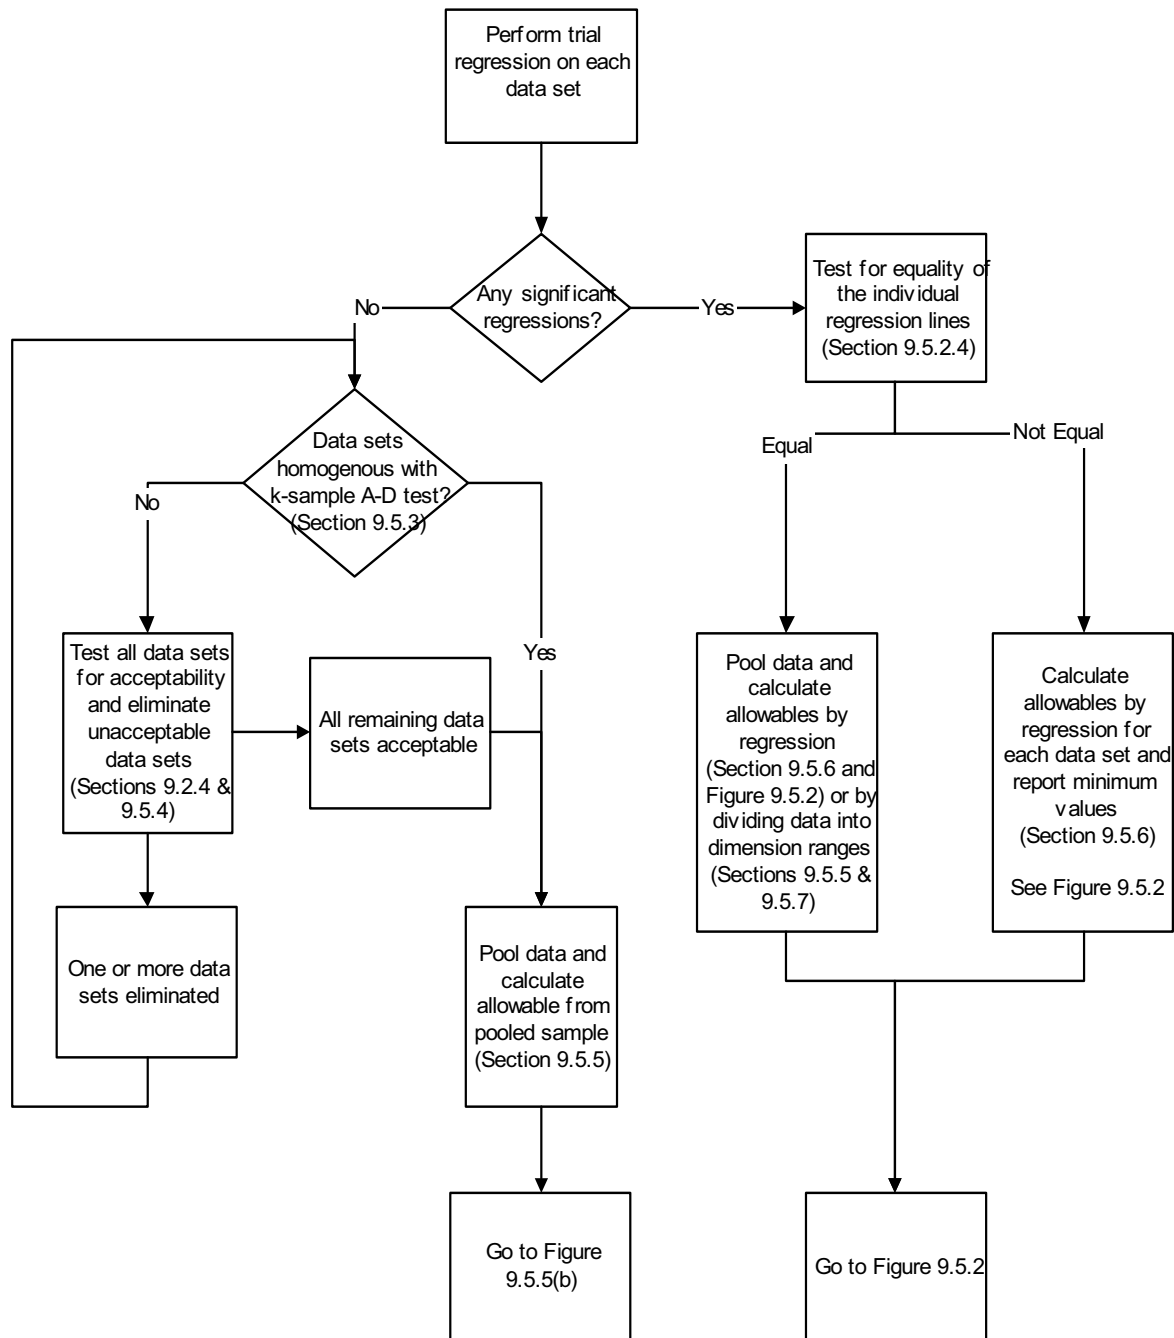 Perform trial
regression on each
data set
Any significant
regressions?
No
Yes
Test for equality of
the individual
regression lines
(Section 9.5.2.4)
Equal
Not Equal
Data sets
homogenous with
k-sample A-D test?
(Section 9.5.3)
No
Yes
Test all data sets
for acceptability
and eliminate
unacceptable
data sets
(Sections 9.2.4 &
9.5.4)
All remaining data
sets acceptable
Pool data and
calculate
allowables by
regression
(Section 9.5.6 and
Figure 9.5.2) or by
dividing data into
dimension ranges
(Sections 9.5.5 &
9.5.7)
Calculate
allowables by
regression for
each data set and
report minimum
values
(Section 9.5.6)
See Figure 9.5.2
One or more data
sets eliminated
Pool data and
calculate
allowable from
pooled sample
(Section 9.5.5)
Go to Figure
9.5.5(b)
Go to Figure 9.5.2